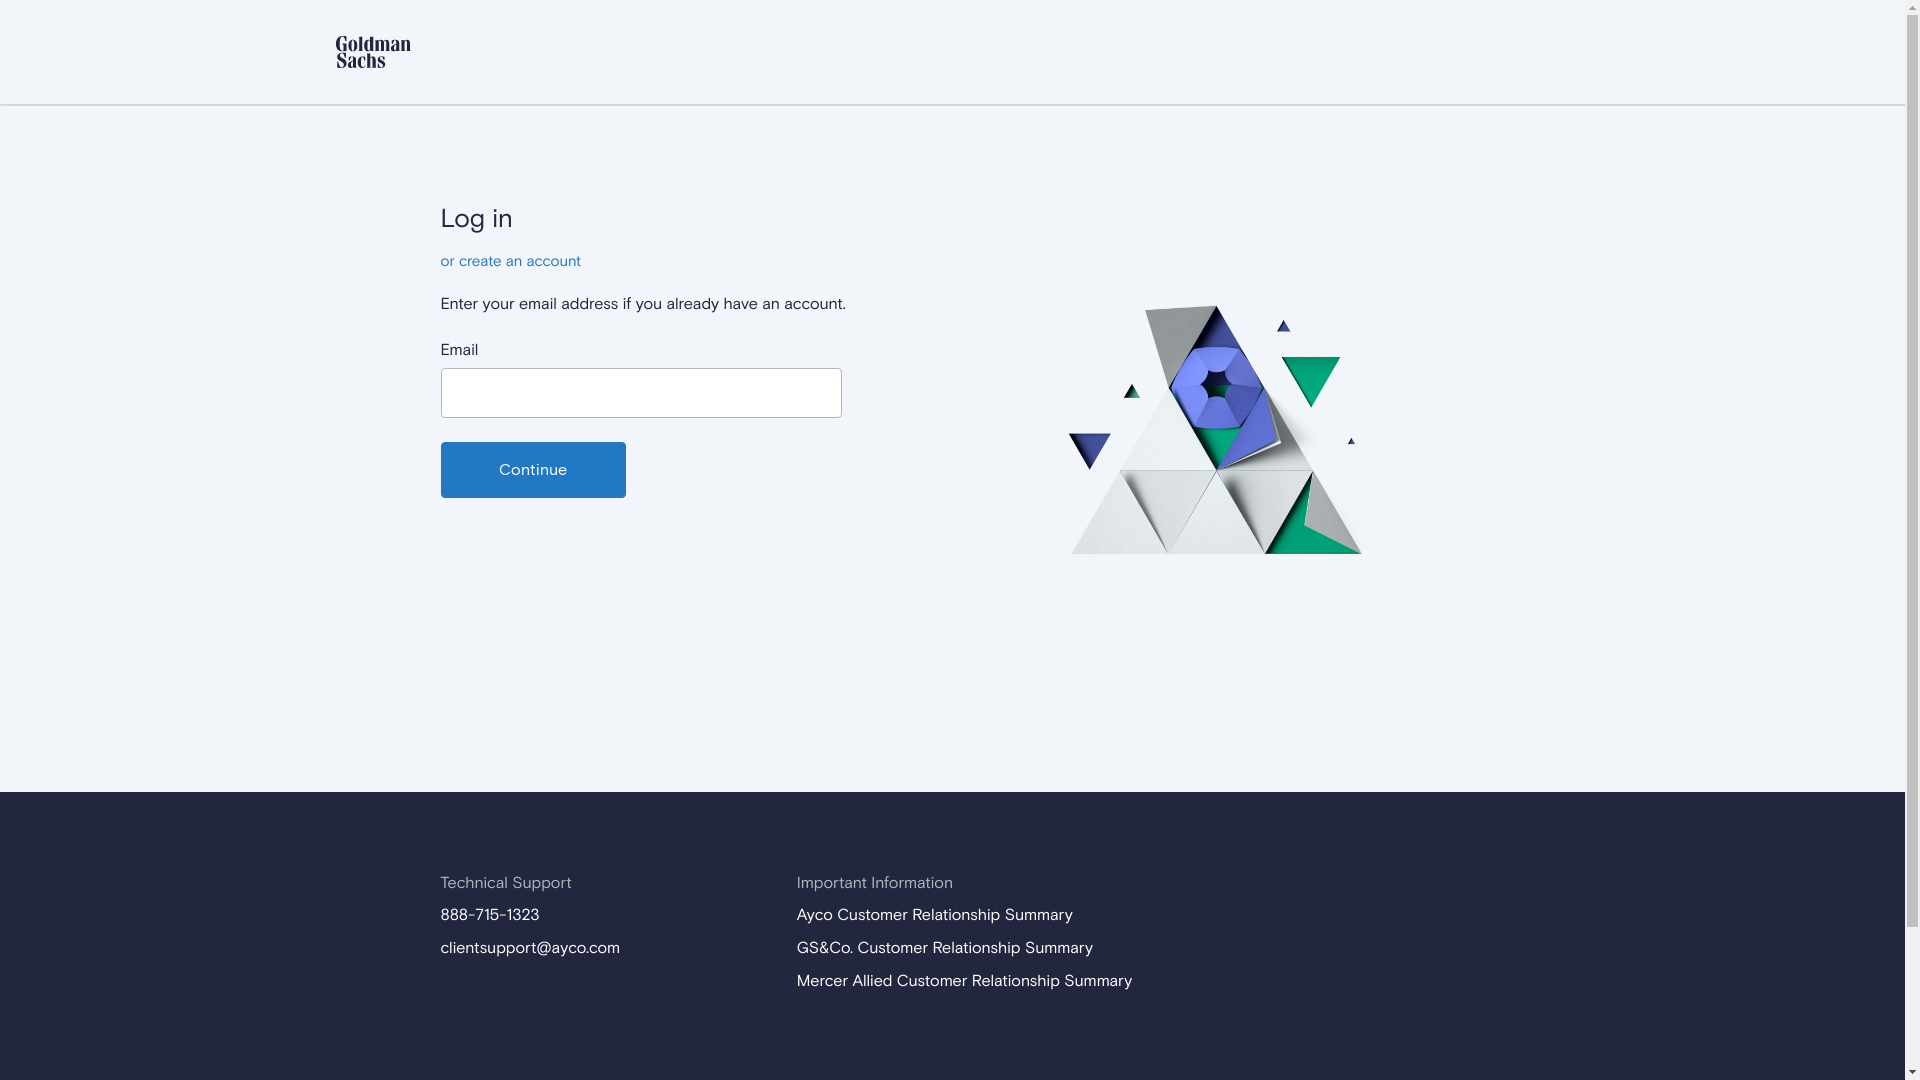 Goldman
Sachs
Log in
or create an account
Enter your email address if you already have an account.
Email
Continue
Technical Support
888-715-1323
clientsupport@ayco.com
Important Information
Ayco Customer Relationship Summary
GS&Co. Customer Relationship Summary
Mercer Allied Customer Relationship Summary